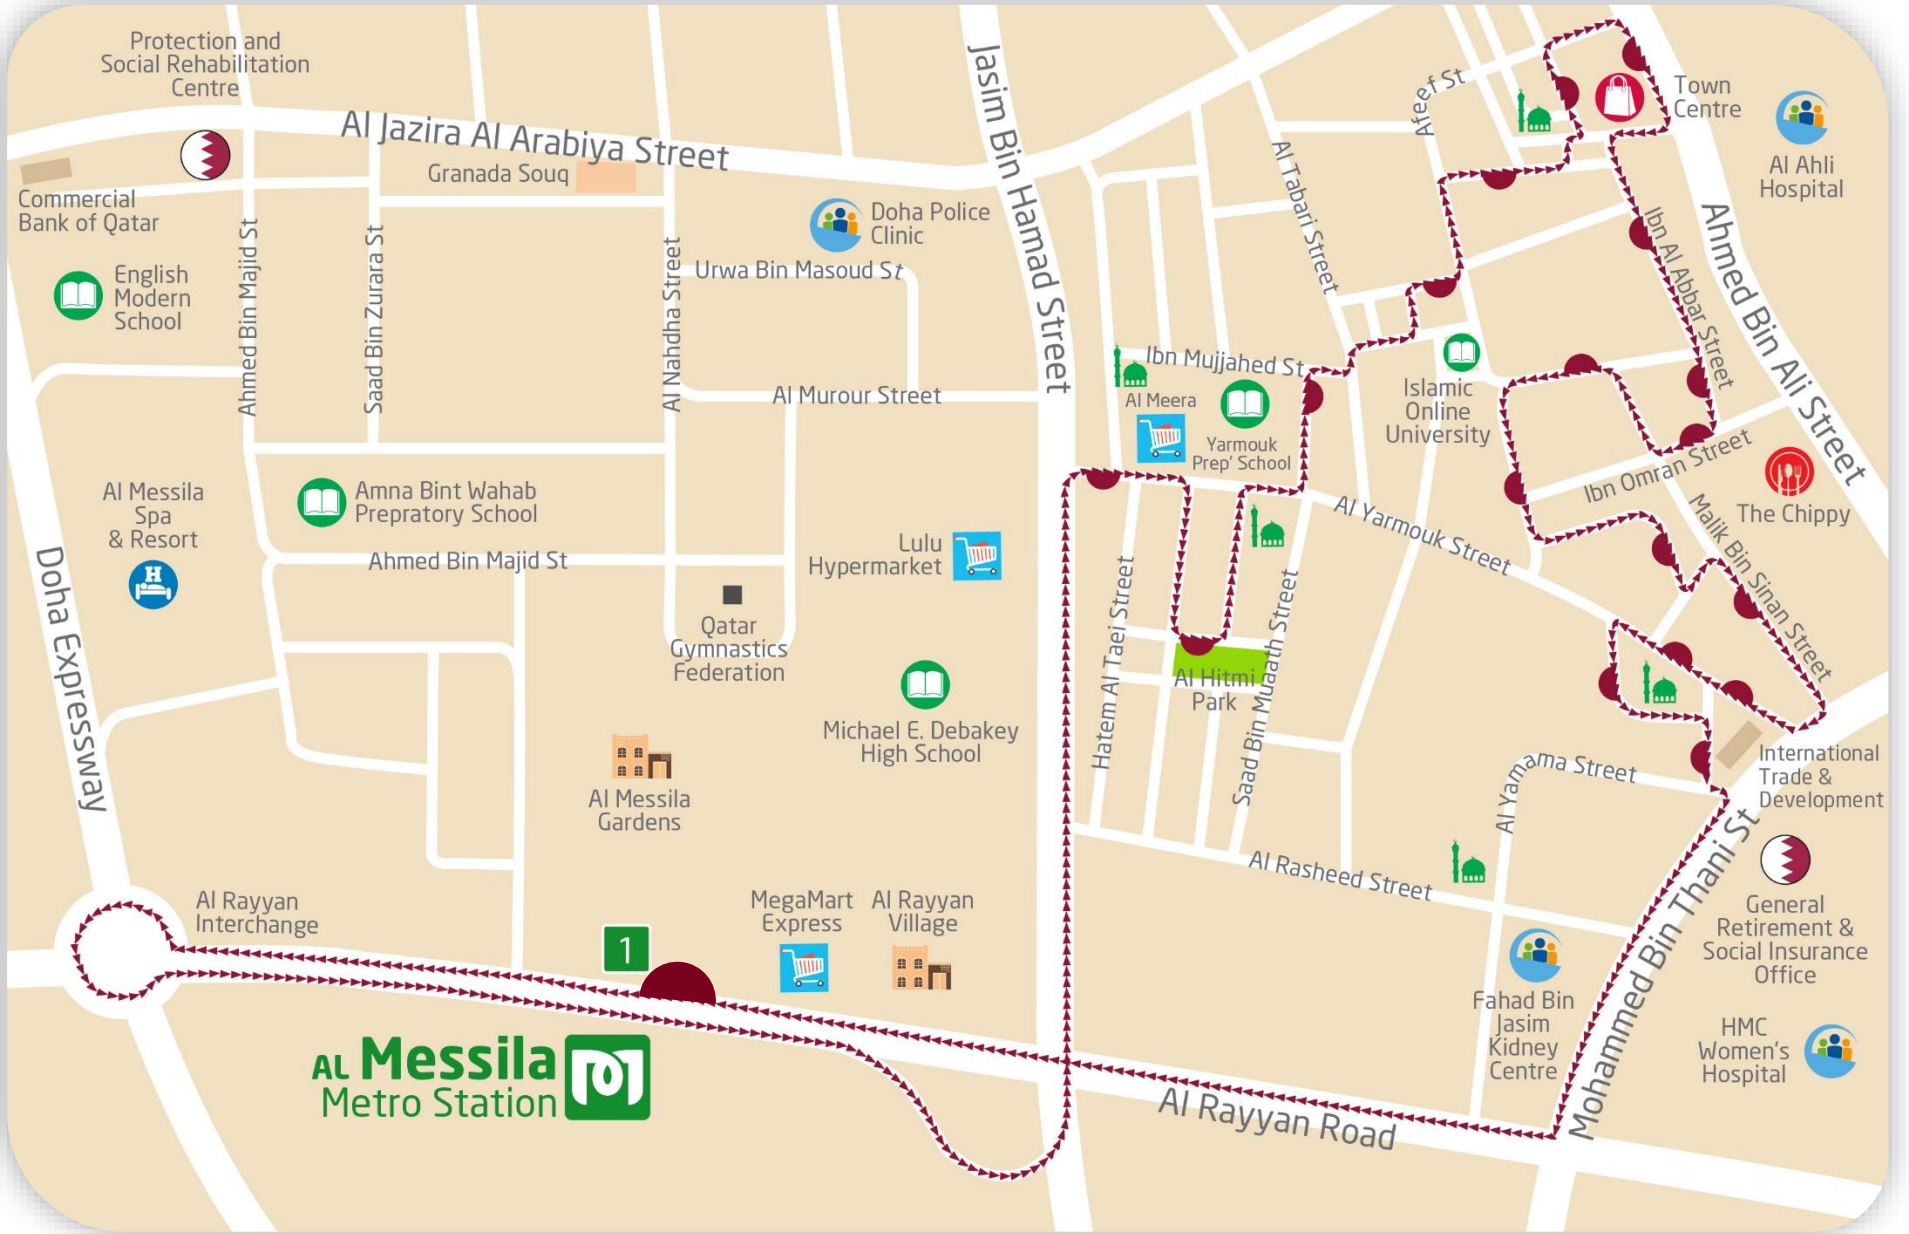 Protection and
Social Rehabilitation
Centre
Al Jazira Al Arabiya Street
Granada Souq
Commercial
Bank of Qatar
English
Modern
School
Ahmed Bin Majid St
Saad Bin Zurara St
Al Nahdha Street
Doha Police
Clinic
Urwa Bin Masoud St
Al Murour Street
Jasim Bin Hamad Street
Al Messila
Spa
& Resort
H
Amna Bint Wahab
Prepratory School
Ahmed Bin Majid St
Lulu
Hypermarket
Qatar
Gymnastics
Federation
Michael E. Debakey
High School
Al Messila
Gardens
Doha Expressway
Al Rayyan
Interchange
1
MegaMart
Express
Al Rayyan
Village
AL Messila
Metro Station
Al Rayyan Road
Afeef St
Town
Centre
Al Ahli
Hospital
Al Tabari Street
Ibn Al Abbar Street
Ahmed Bin Ali Street
Ibn Mujjahed St
Al Meera
Yarmouk
Prep' School
Islamic
Online
University
Ibn Omran Street
The Chippy
Al Yarmouk Street
Malik Bin Sinan Street
Hatem Al Taei Street
Saad Bin Muaath Street
Al Hitmi
Park
Al Yamama Street
International
Trade &
Development
Al Rasheed Street
Mohammed Bin Thani St
General
Retirement &
Social Insurance
Office
Fahad Bin
Jasim
Kidney
Centre
HMC
Women's
Hospital